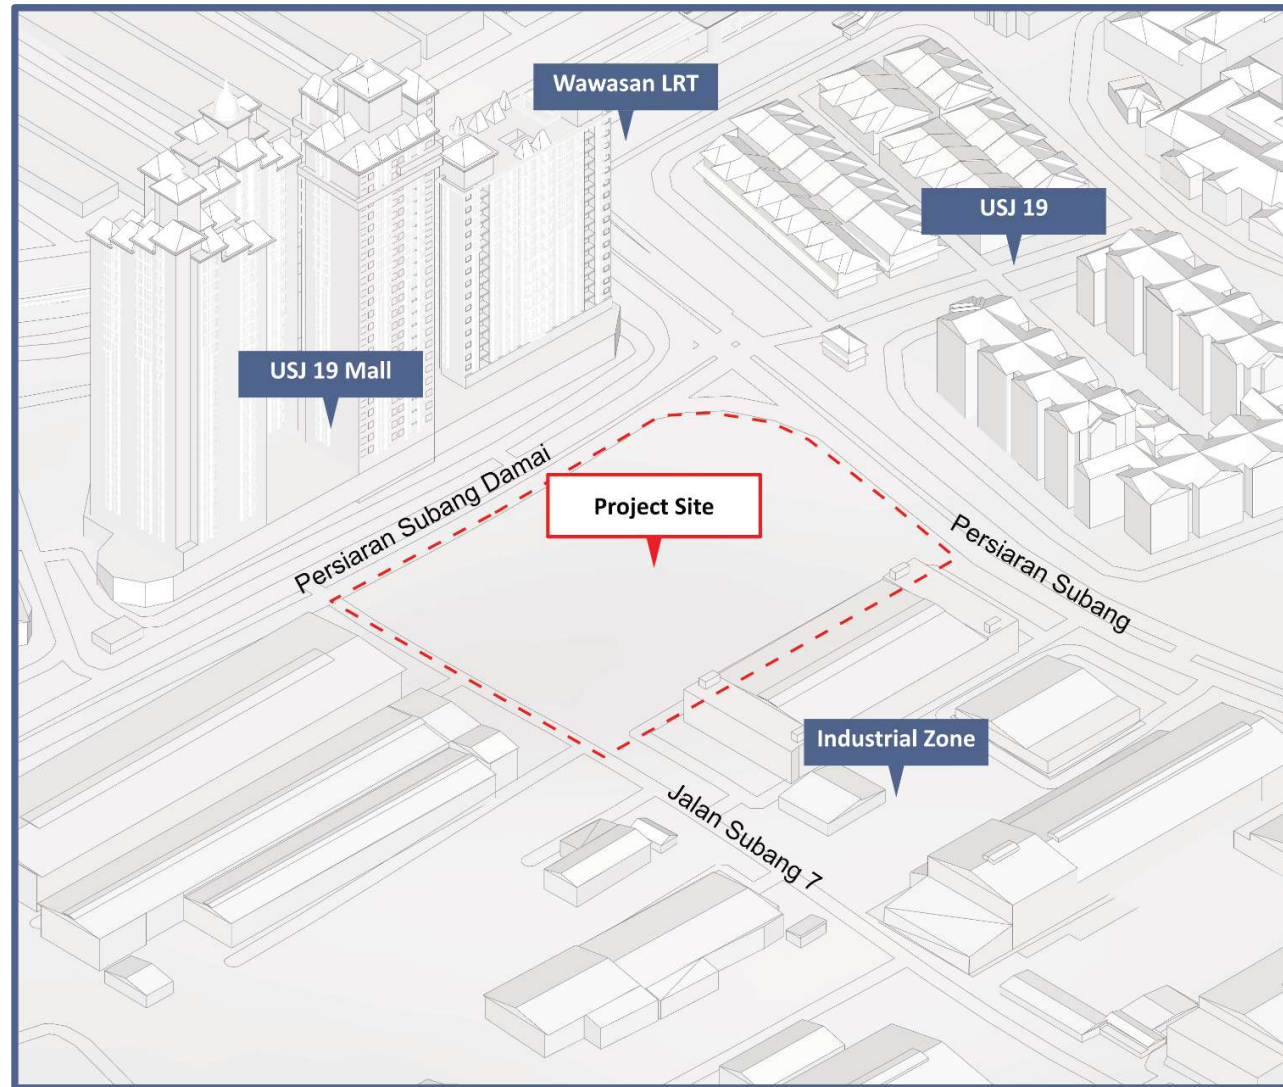 Wawasan LRT
USJ 19
USJ 19 Mall
Persiaran Subang Damai
Project Site
Persiaran Subang
Industrial Zone
Jalan Subang 7